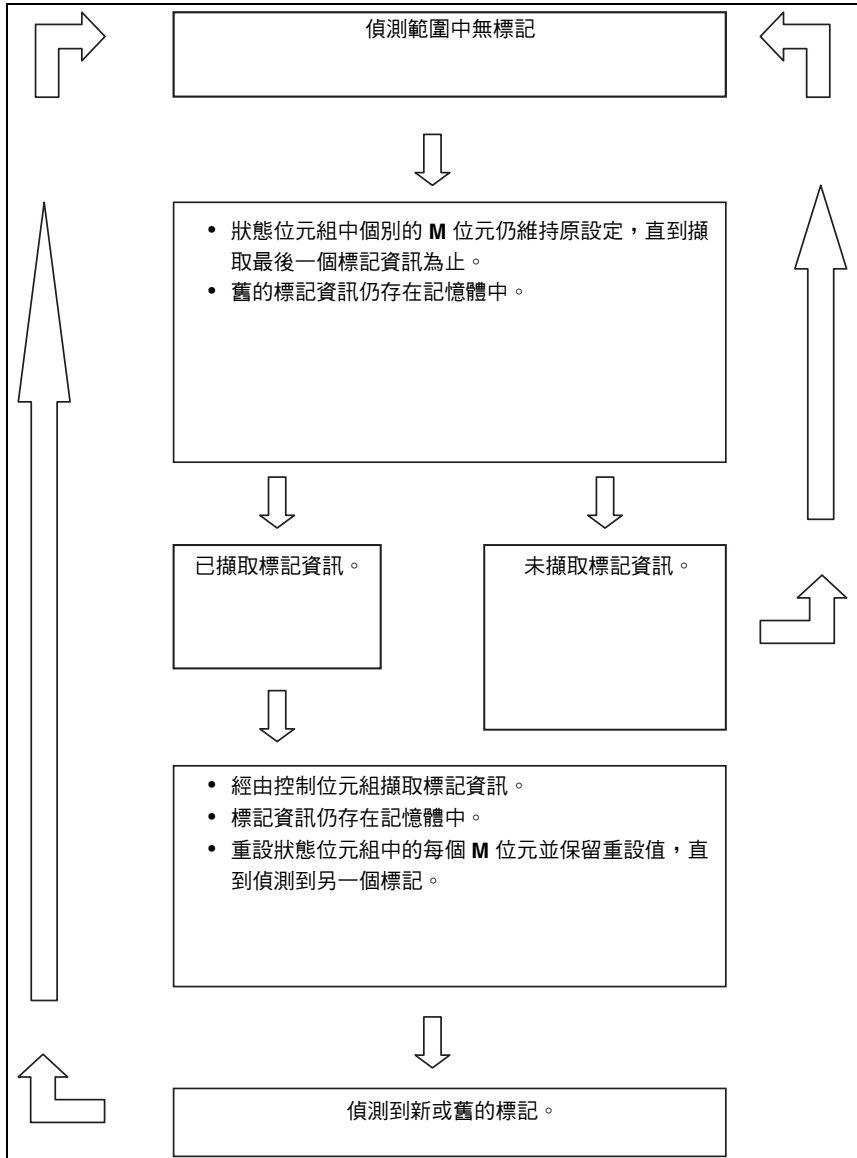 偵測範圍中無標記
• 狀態位元組中個別的 M 位元仍維持原設定，直到擷
取最後一個標記資訊為止。
• 舊的標記資訊仍存在記憶體中。
已擷取標記資訊。
未擷取標記資訊。
• 經由控制位元組擷取標記資訊。
• 標記資訊仍存在記憶體中。
• 重設狀態位元組中的每個 M 位元並保留重設值，直
到偵測到另一個標記。
偵測到新或舊的標記。